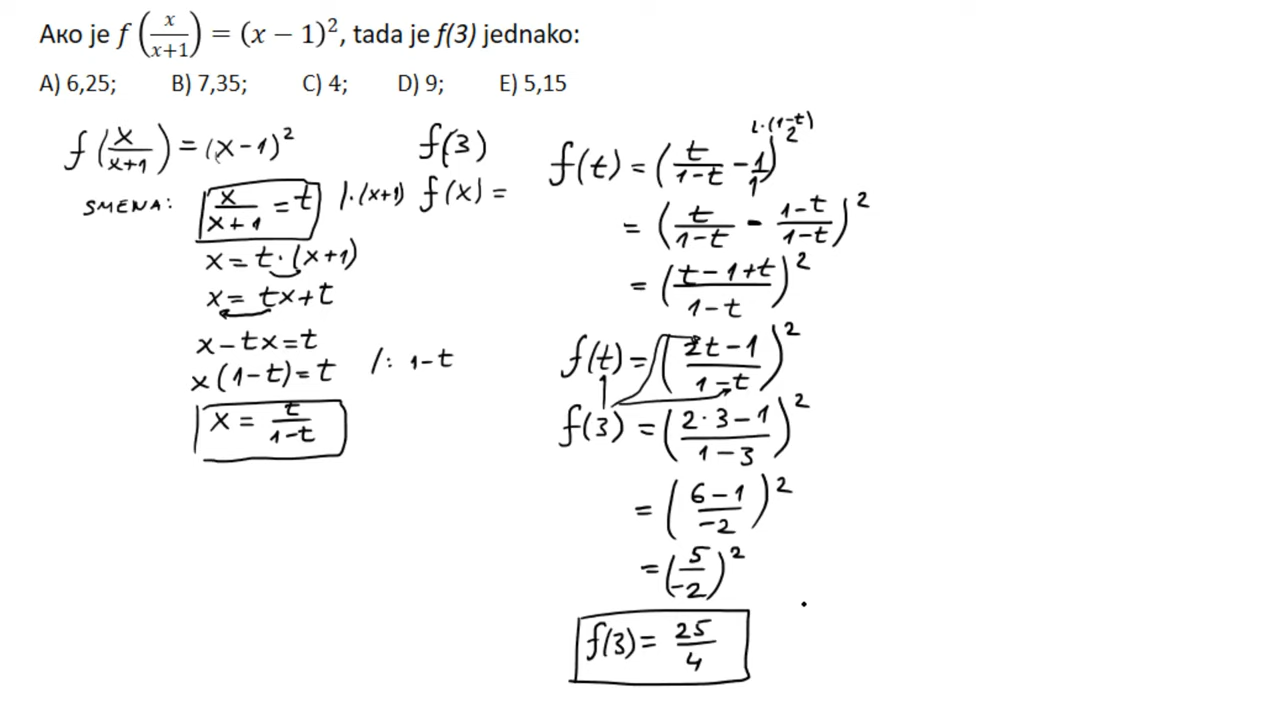 Ako je f(x/(x+1)) = (x − 1)², tada je f(3) jednako:
A) 6,25; B) 7,35; C) 4; D) 9; E) 5,15
f(x/(x+1)) = (x−1)²
SMENA: x/(x+1) = t /·(x+1)
x = t·(x+1)
x = tx+t
x−tx=t
x(1−t)=t /: 1−t
x = t/(1−t)
f(3)
f(x) =
f(t) = (t/(1−t) − 1/1)² /·(1−t)
= (t/(1−t) − (1−t)/(1−t))²
= ((t−1+t)/(1−t))²
f(t) = ((2t−1)/(1−t))²
f(3) = ((2·3−1)/(1−3))²
= ((6−1)/−2)²
= (5/−2)²
f(3) = 25/4